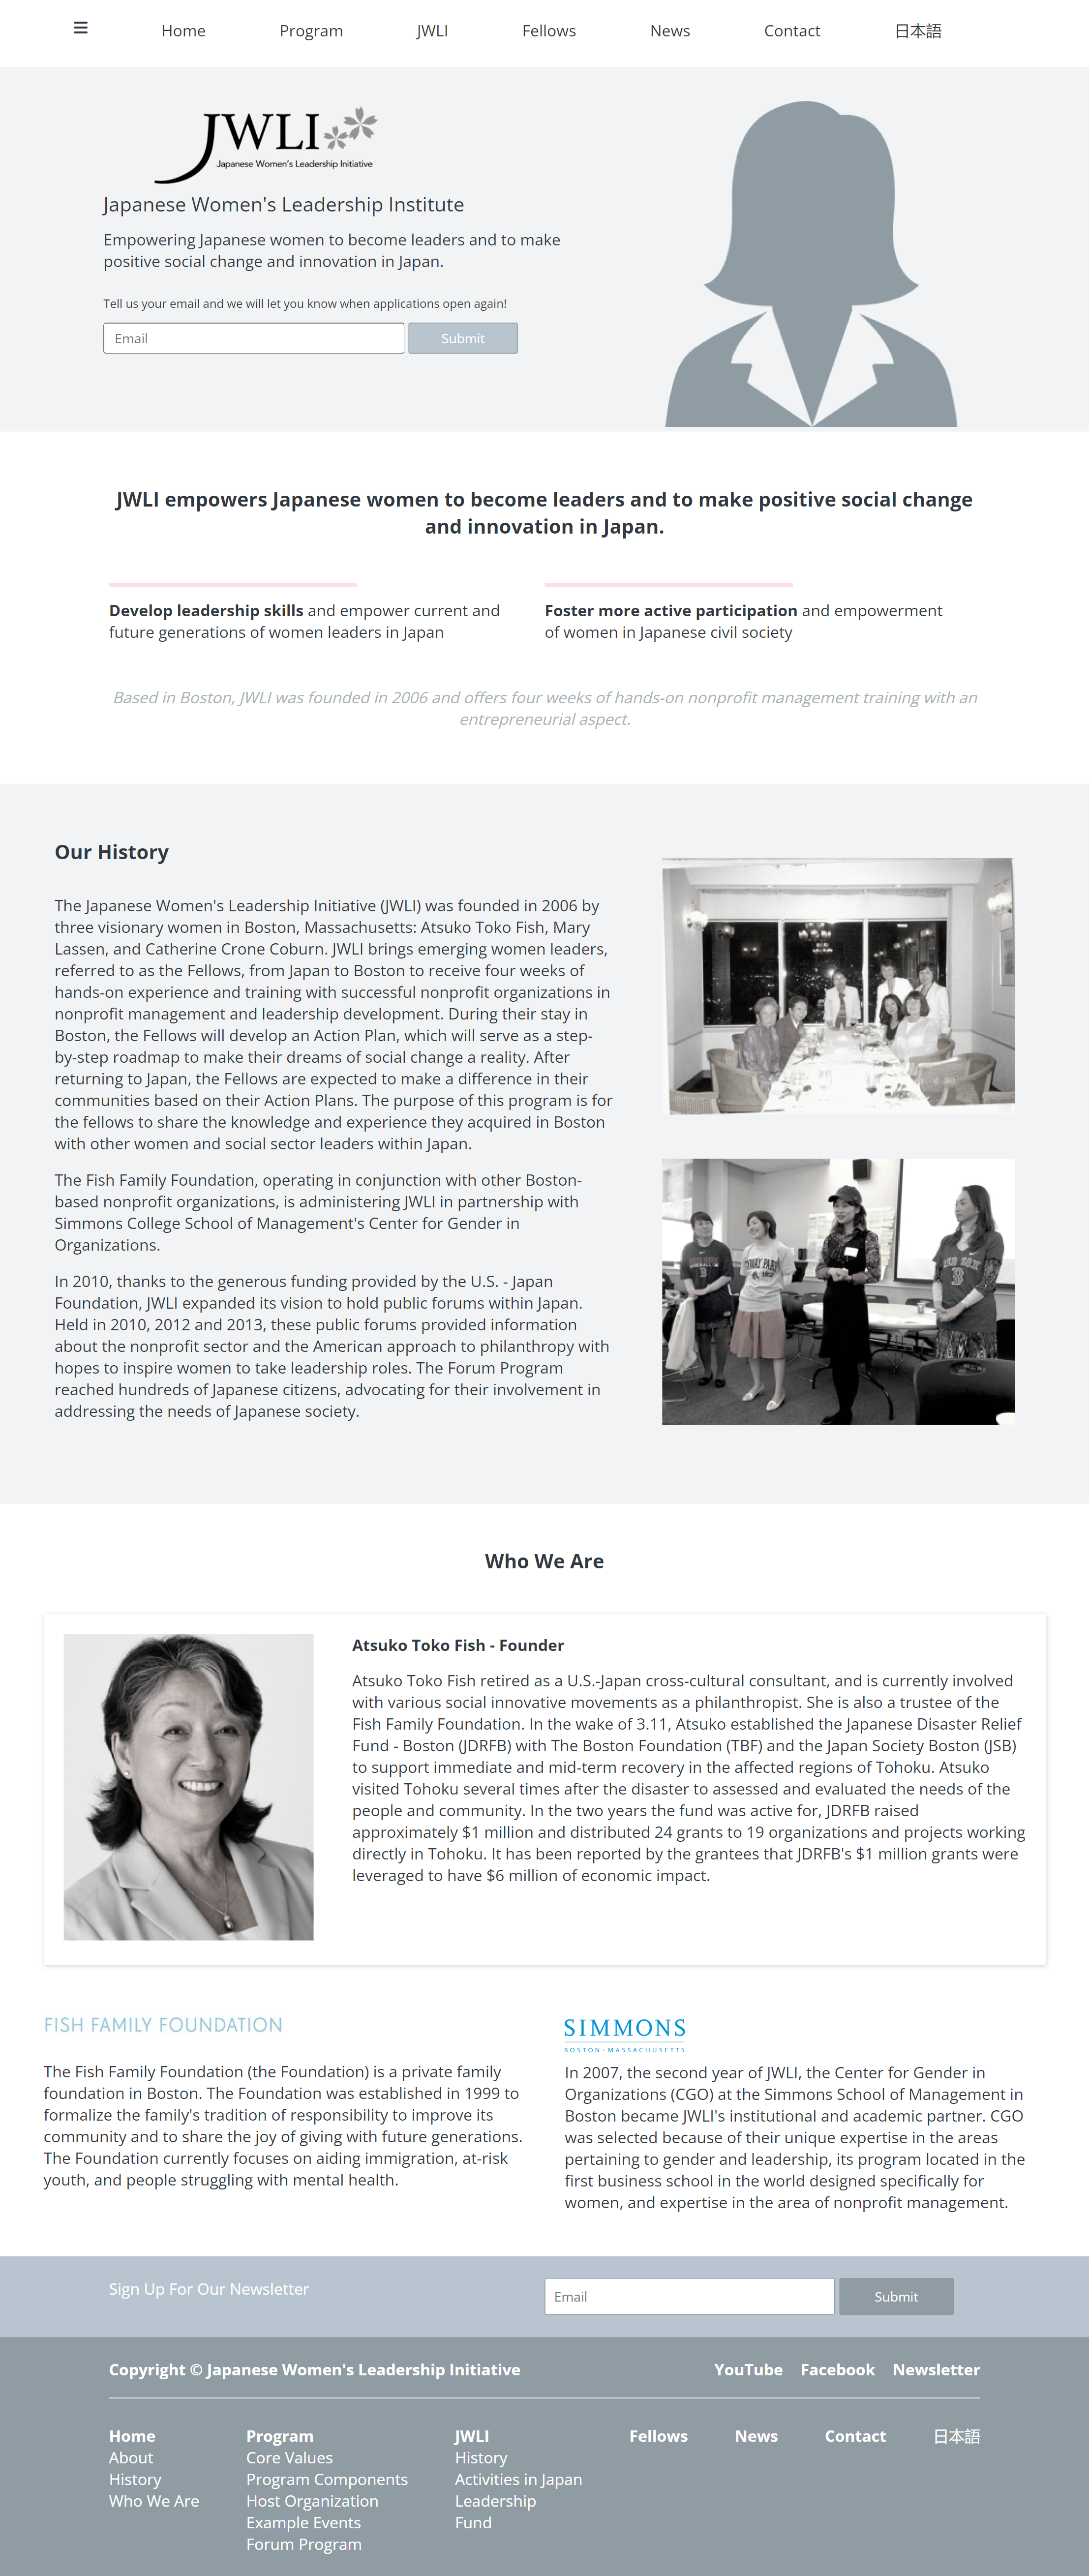 Home Program JWLI Fellows News Contact 日本語
JWLI
Japanese Women's Leadership Initiative
Japanese Women's Leadership Institute
Empowering Japanese women to become leaders and to make
positive social change and innovation in Japan.
Tell us your email and we will let you know when applications open again!
Email Submit
JWLI empowers Japanese women to become leaders and to make positive social change
and innovation in Japan.
Develop leadership skills and empower current and
future generations of women leaders in Japan
Foster more active participation and empowerment
of women in Japanese civil society
Based in Boston, JWLI was founded in 2006 and offers four weeks of hands-on nonprofit management training with an
entrepreneurial aspect.
Our History
The Japanese Women's Leadership Initiative (JWLI) was founded in 2006 by
three visionary women in Boston, Massachusetts: Atsuko Toko Fish, Mary
Lassen, and Catherine Crone Coburn. JWLI brings emerging women leaders,
referred to as the Fellows, from Japan to Boston to receive four weeks of
hands-on experience and training with successful nonprofit organizations in
nonprofit management and leadership development. During their stay in
Boston, the Fellows will develop an Action Plan, which will serve as a step-
by-step roadmap to make their dreams of social change a reality. After
returning to Japan, the Fellows are expected to make a difference in their
communities based on their Action Plans. The purpose of this program is for
the fellows to share the knowledge and experience they acquired in Boston
with other women and social sector leaders within Japan.
The Fish Family Foundation, operating in conjunction with other Boston-
based nonprofit organizations, is administering JWLI in partnership with
Simmons College School of Management's Center for Gender in
Organizations.
In 2010, thanks to the generous funding provided by the U.S. - Japan
Foundation, JWLI expanded its vision to hold public forums within Japan.
Held in 2010, 2012 and 2013, these public forums provided information
about the nonprofit sector and the American approach to philanthropy with
hopes to inspire women to take leadership roles. The Forum Program
reached hundreds of Japanese citizens, advocating for their involvement in
addressing the needs of Japanese society.
Who We Are
Atsuko Toko Fish - Founder
Atsuko Toko Fish retired as a U.S.-Japan cross-cultural consultant, and is currently involved
with various social innovative movements as a philanthropist. She is also a trustee of the
Fish Family Foundation. In the wake of 3.11, Atsuko established the Japanese Disaster Relief
Fund - Boston (JDRFB) with The Boston Foundation (TBF) and the Japan Society Boston (JSB)
to support immediate and mid-term recovery in the affected regions of Tohoku. Atsuko
visited Tohoku several times after the disaster to assessed and evaluated the needs of the
people and community. In the two years the fund was active for, JDRFB raised
approximately $1 million and distributed 24 grants to 19 organizations and projects working
directly in Tohoku. It has been reported by the grantees that JDRFB's $1 million grants were
leveraged to have $6 million of economic impact.
FISH FAMILY FOUNDATION
The Fish Family Foundation (the Foundation) is a private family
foundation in Boston. The Foundation was established in 1999 to
formalize the family's tradition of responsibility to improve its
community and to share the joy of giving with future generations.
The Foundation currently focuses on aiding immigration, at-risk
youth, and people struggling with mental health.
SIMMONS
BOSTON · MASSACHUSETTS
In 2007, the second year of JWLI, the Center for Gender in
Organizations (CGO) at the Simmons School of Management in
Boston became JWLI's institutional and academic partner. CGO
was selected because of their unique expertise in the areas
pertaining to gender and leadership, its program located in the
first business school in the world designed specifically for
women, and expertise in the area of nonprofit management.
Sign Up For Our Newsletter
Email Submit
Copyright © Japanese Women's Leadership Initiative
YouTube Facebook Newsletter
Home
About
History
Who We Are
Program
Core Values
Program Components
Host Organization
Example Events
Forum Program
JWLI
History
Activities in Japan
Leadership
Fund
Fellows
News
Contact
日本語